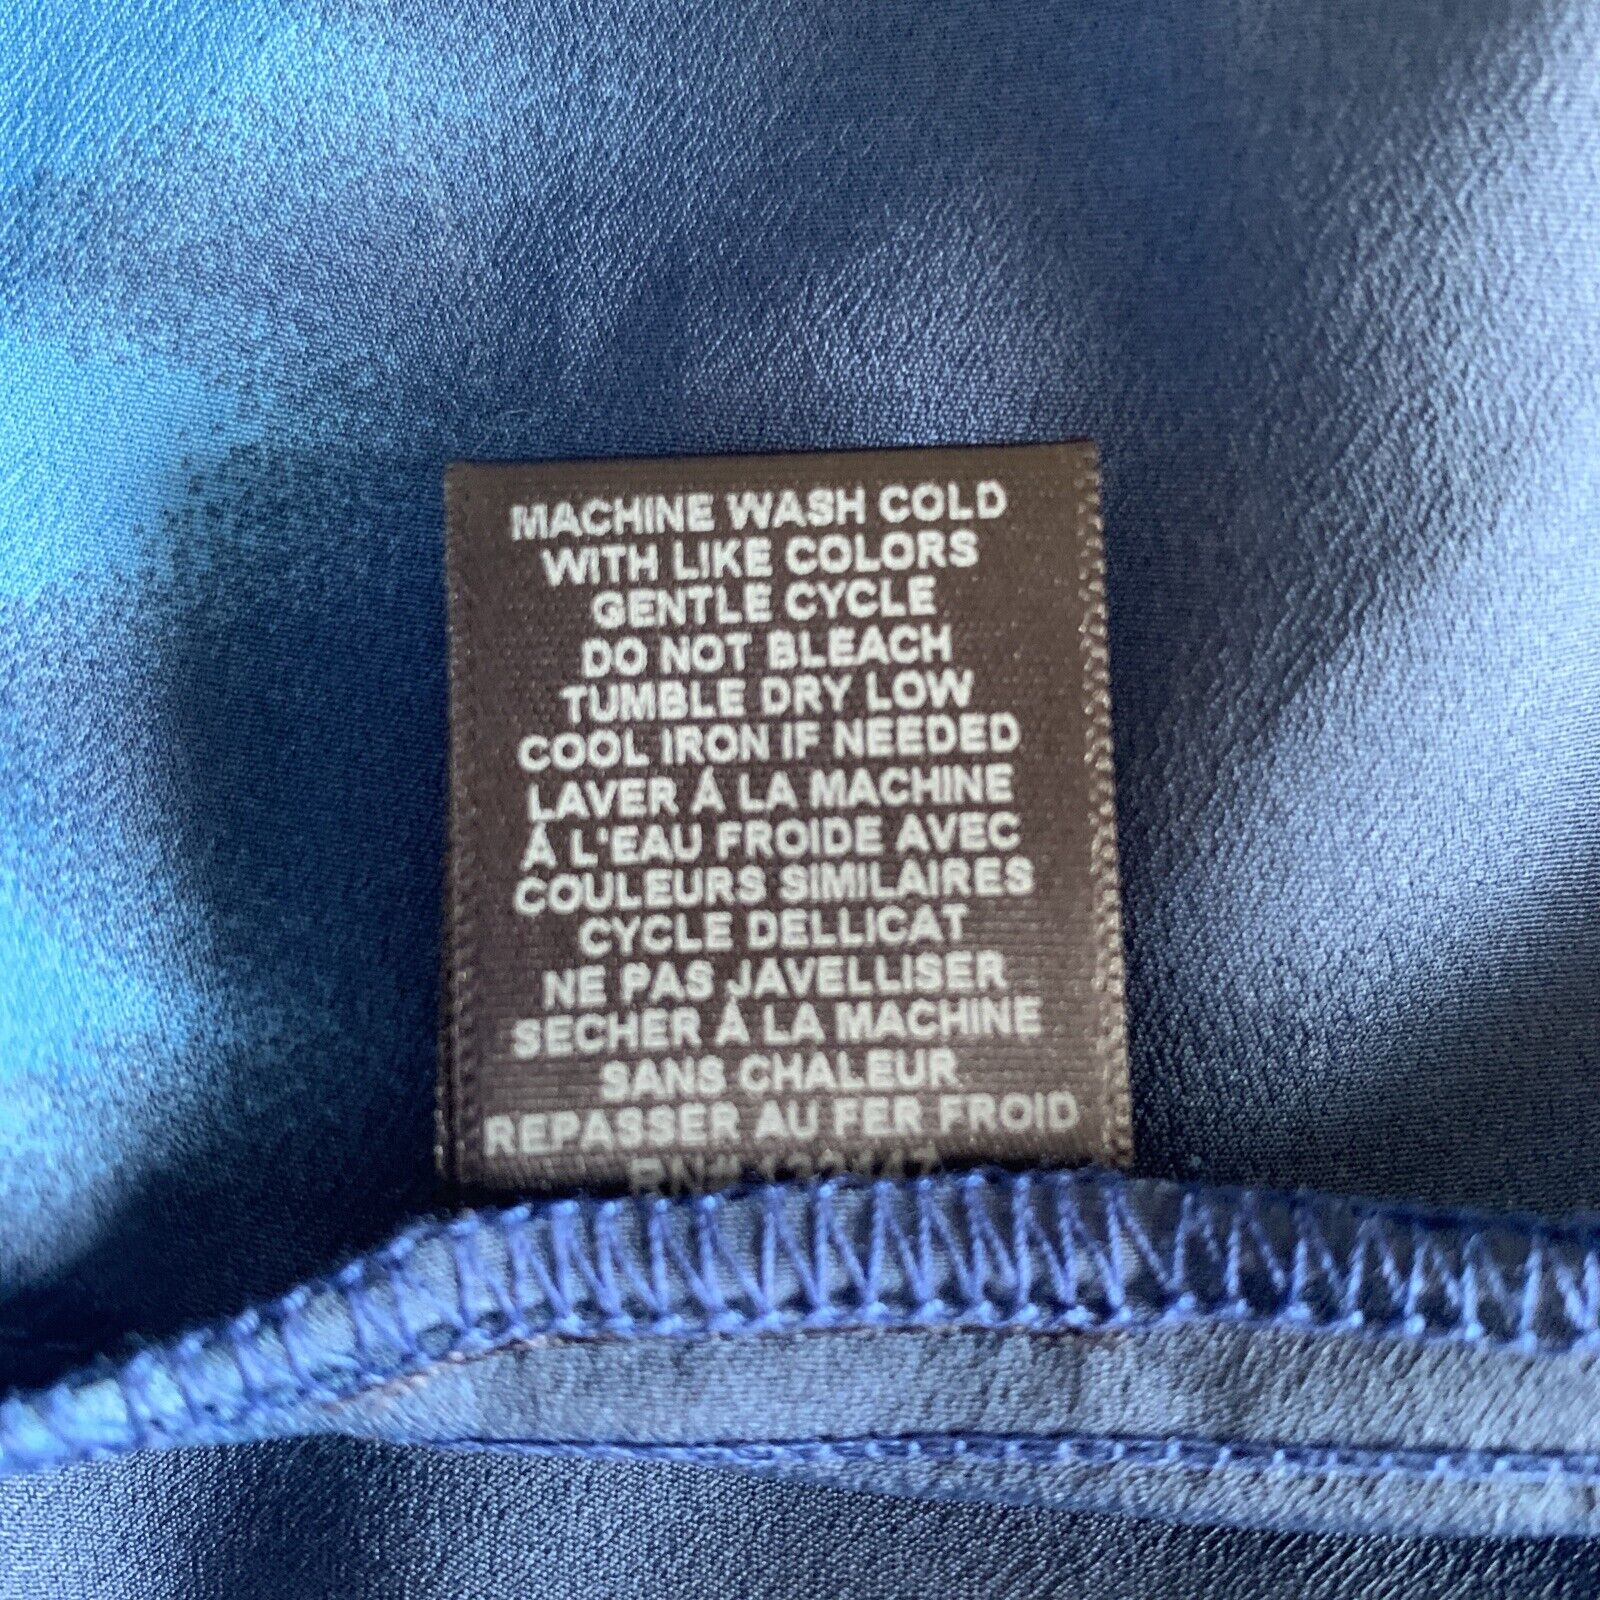 MACHINE WASH COLD
WITH LIKE COLORS
GENTLE CYCLE
DO NOT BLEACH
TUMBLE DRY LOW
COOL IRON IF NEEDED
LAVER Á LA MACHINE
Á L'EAU FROIDE AVEC
COULEURS SIMILAIRES
CYCLE DELLICAT
NE PAS JAVELLISER
SECHER Á LA MACHINE
SANS CHALEUR
REPASSER AU FER FROID